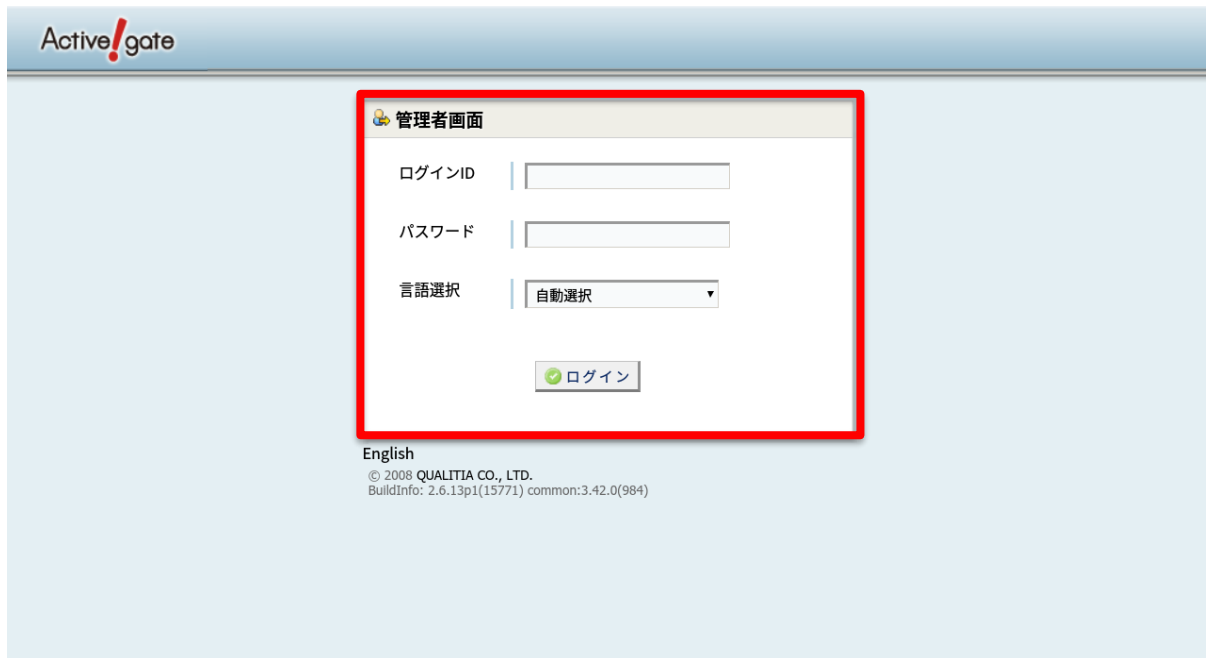 Active!gate
管理者画面
ログインID
パスワード
言語選択
自動選択
ログイン
English
© 2008 QUALITIA CO., LTD.
BuildInfo: 2.6.13p1(15771) common:3.42.0(984)